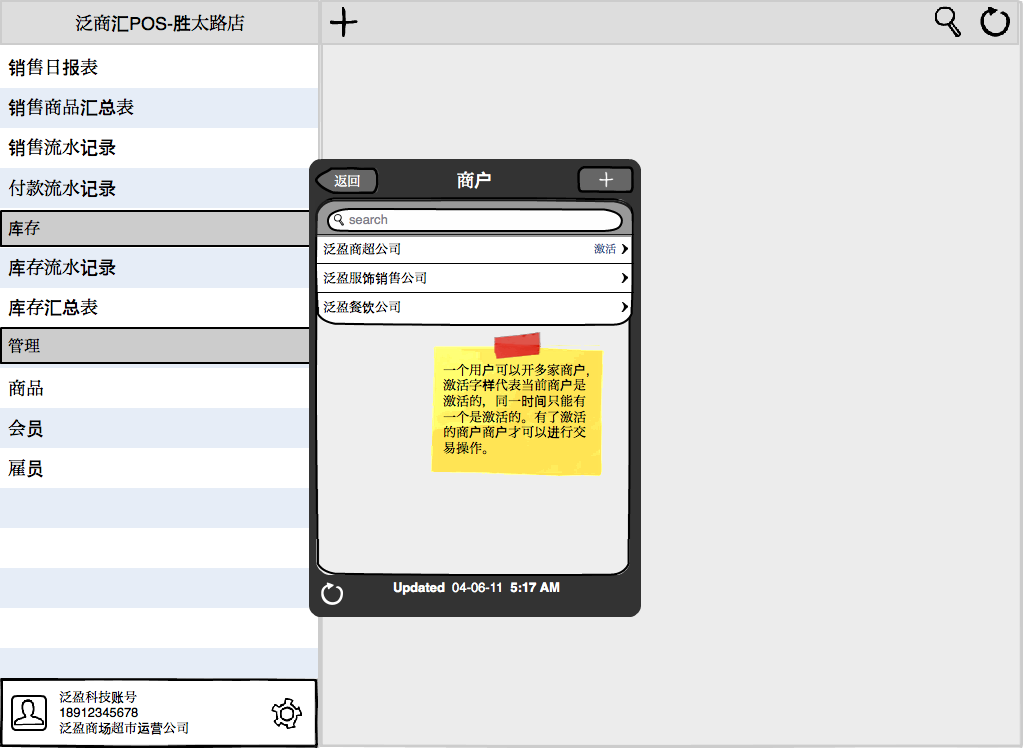 泛商汇POS-胜太路店
销售日报表
销售商品汇总表
销售流水记录
付款流水记录
库存
库存流水记录
库存汇总表
管理
商品
会员
雇员
泛盈科技账号
18912345678
泛盈商场超市运营公司
返回
商户
search
泛盈商超公司 激活
泛盈服饰销售公司
泛盈餐饮公司
一个用户可以开多家商户,
激活字样代表当前商户是
激活的,同一时间只能有
一个是激活的。有了激活
的商户商户才可以进行交
易操作。
Updated 04-06-11 5:17 AM